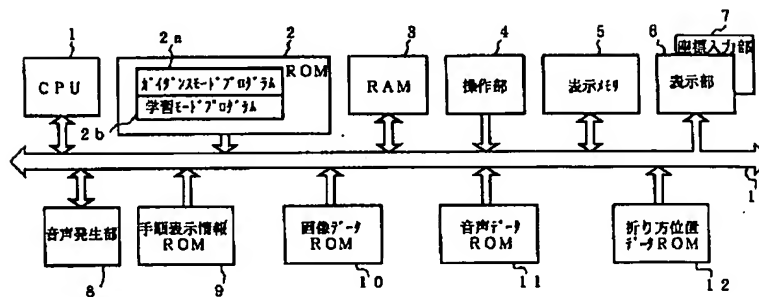 1
2a
2
3
4
5
6
7
座標入力部
CPU
ROM
ガイダンスモードプログラム
学習モードプログラム
2b
RAM
操作部
表示メモリ
表示部
1
音声発生部
8
手順表示情報
ROM
9
画像データ
ROM
10
音声データ
ROM
11
折り方位置
データROM
12